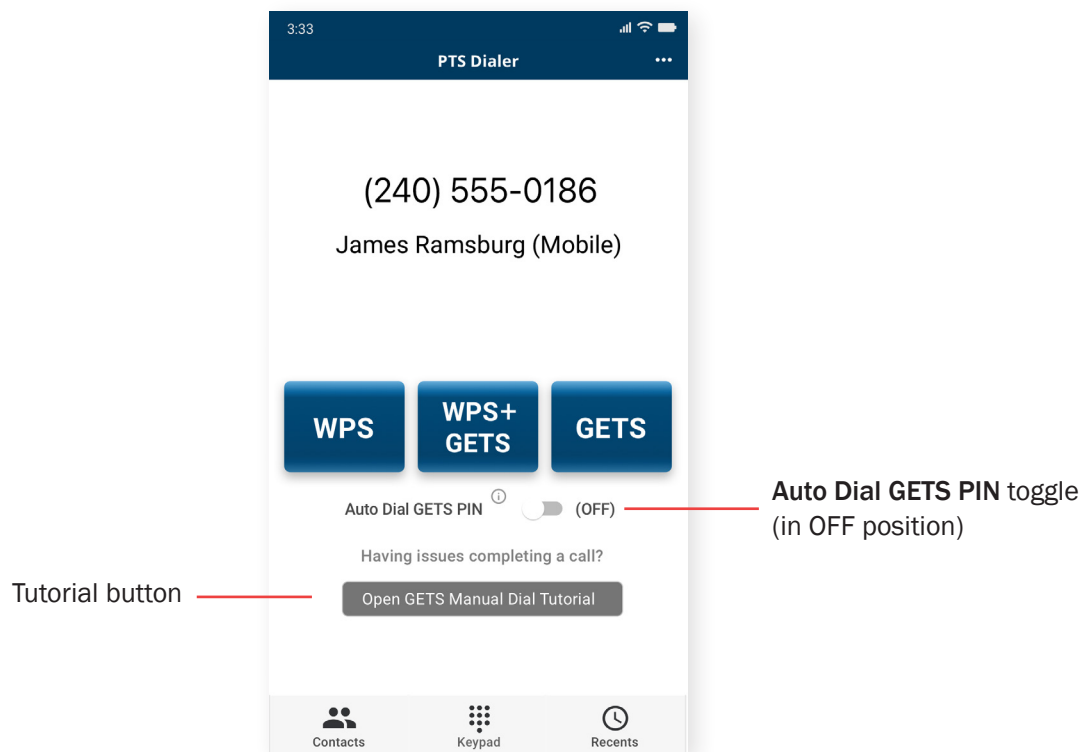 3:33
PTS Dialer
(240) 555-0186
James Ramsburg (Mobile)
WPS
WPS+
GETS
GETS
Auto Dial GETS PIN (OFF)
Auto Dial GETS PIN toggle
(in OFF position)
Having issues completing a call?
Tutorial button
Open GETS Manual Dial Tutorial
Contacts
Keypad
Recents